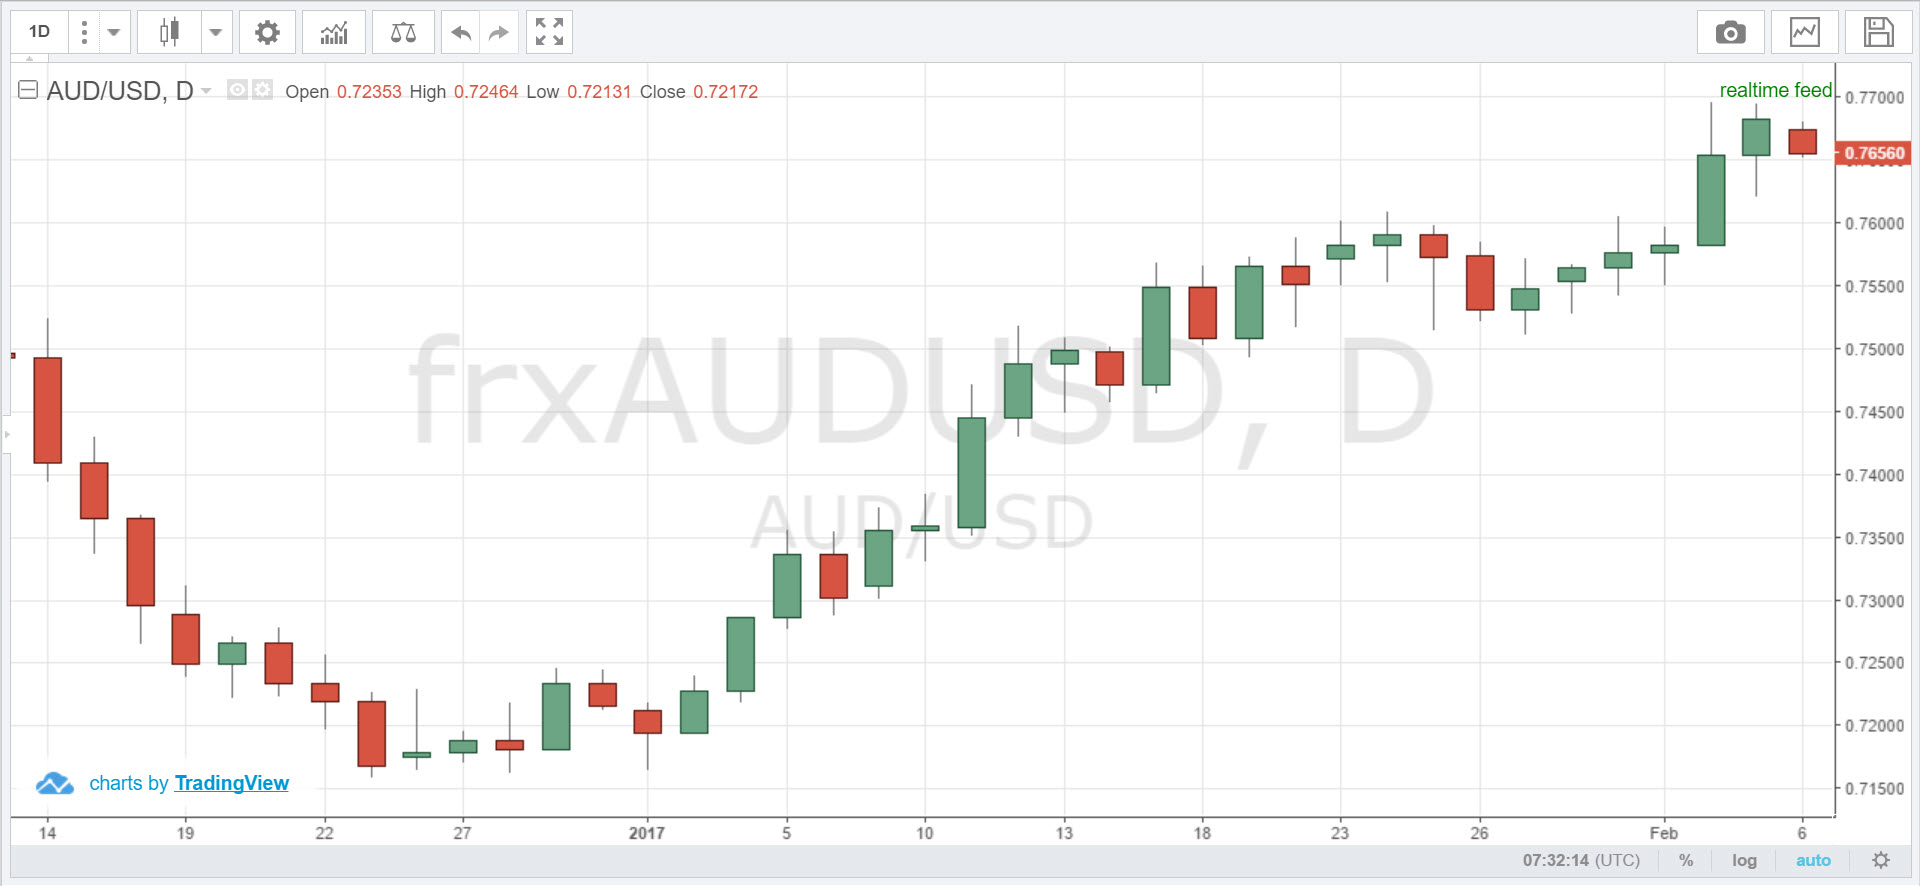 1D
AUD/USD, D Open 0.72353 High 0.72464 Low 0.72131 Close 0.72172
realtime feed
0.77000
0.76560
0.76000
0.75500
0.75000
0.74500
0.74000
0.73500
0.73000
0.72500
0.72000
0.71500
frxAUDUSD, D
AUD/USD
charts by TradingView
14 19 22 27 2017 5 10 13 18 23 26 Feb 6
07:32:14 (UTC) % log auto